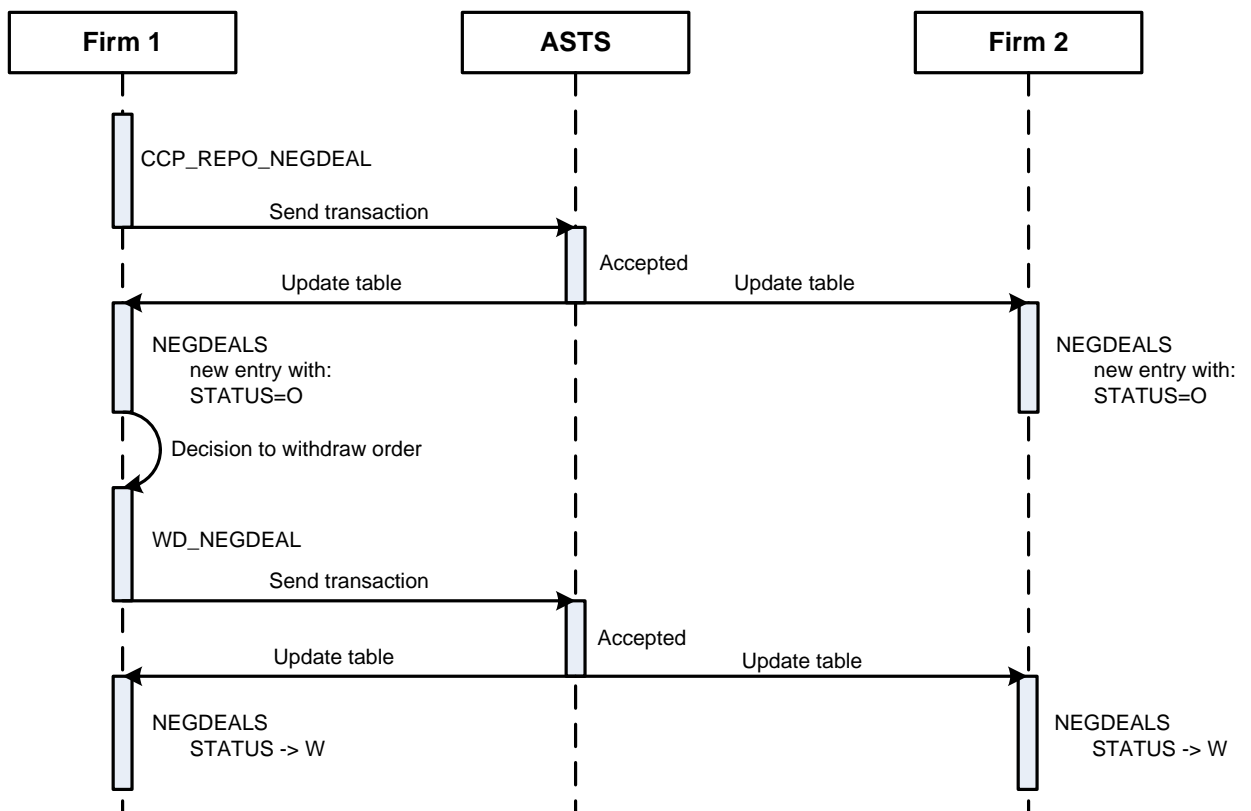 Firm 1
ASTS
Firm 2
CCP_REPO_NEGDEAL
Send transaction
Accepted
Update table
Update table
NEGDEALS
new entry with:
STATUS=O
NEGDEALS
new entry with:
STATUS=O
Decision to withdraw order
WD_NEGDEAL
Send transaction
Accepted
Update table
Update table
NEGDEALS
STATUS -> W
NEGDEALS
STATUS -> W